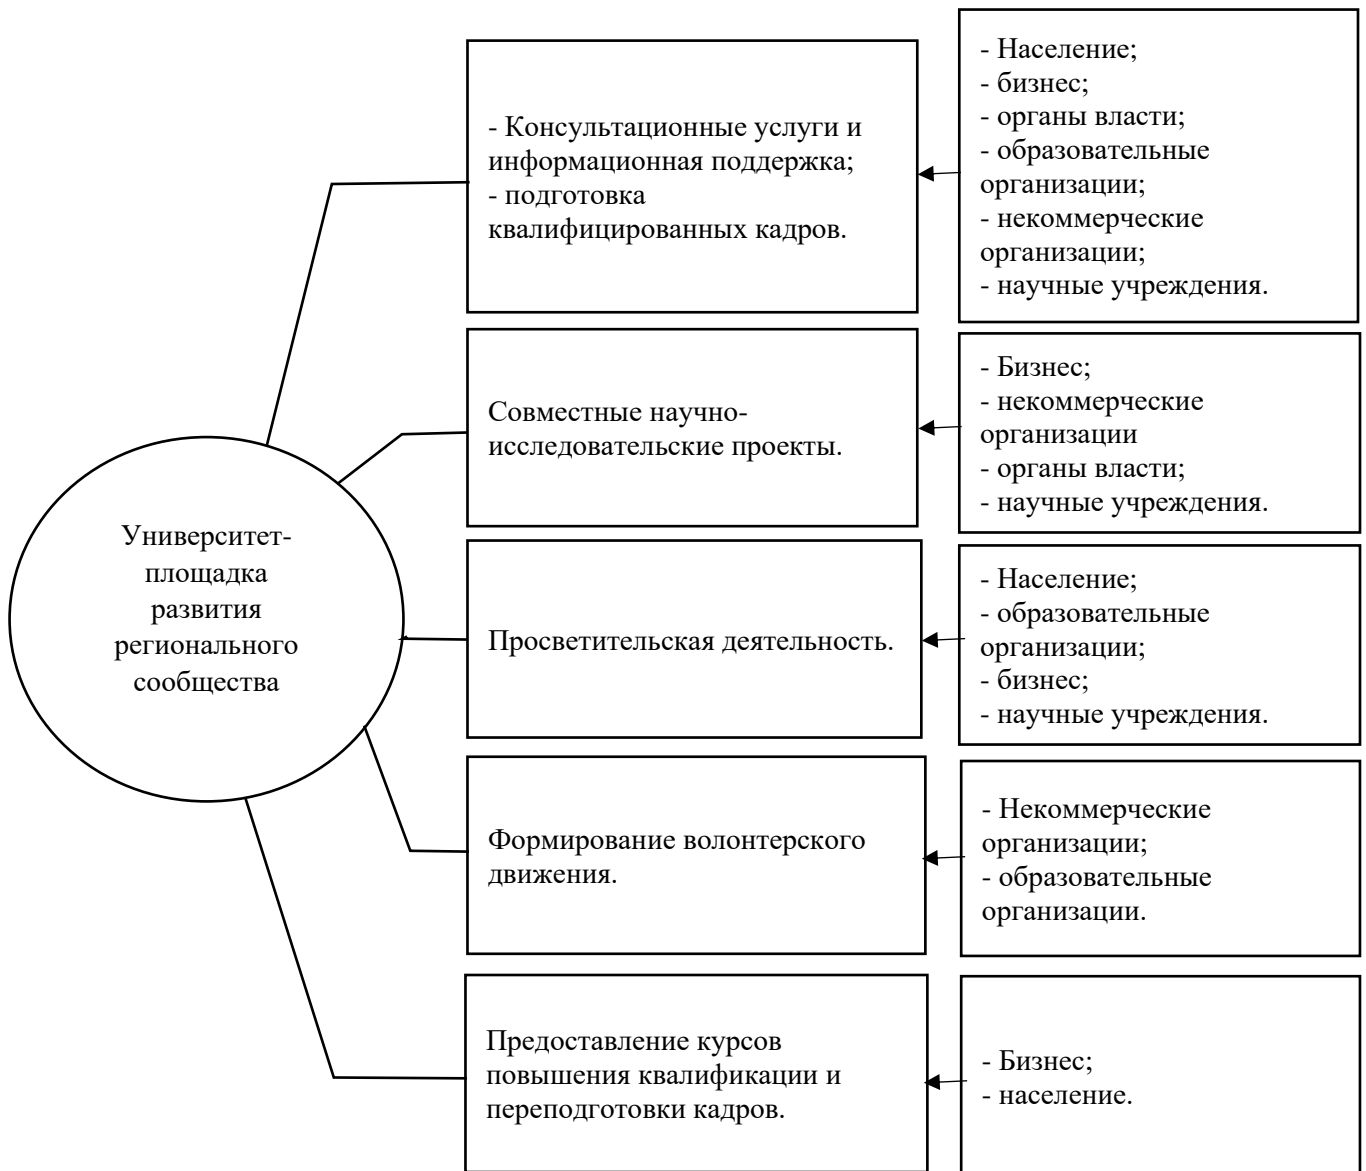 Университет-
площадка
развития
регионального
сообщества
- Консультационные услуги и
информационная поддержка;
- подготовка
квалифицированных кадров.
- Население;
- бизнес;
- органы власти;
- образовательные
организации;
- некоммерческие
организации;
- научные учреждения.
Совместные научно-
исследовательские проекты.
- Бизнес;
- некоммерческие
организации
- органы власти;
- научные учреждения.
Просветительская деятельность.
- Население;
- образовательные
организации;
- бизнес;
- научные учреждения.
Формирование волонтерского
движения.
- Некоммерческие
организации;
- образовательные
организации.
Предоставление курсов
повышения квалификации и
переподготовки кадров.
- Бизнес;
- население.